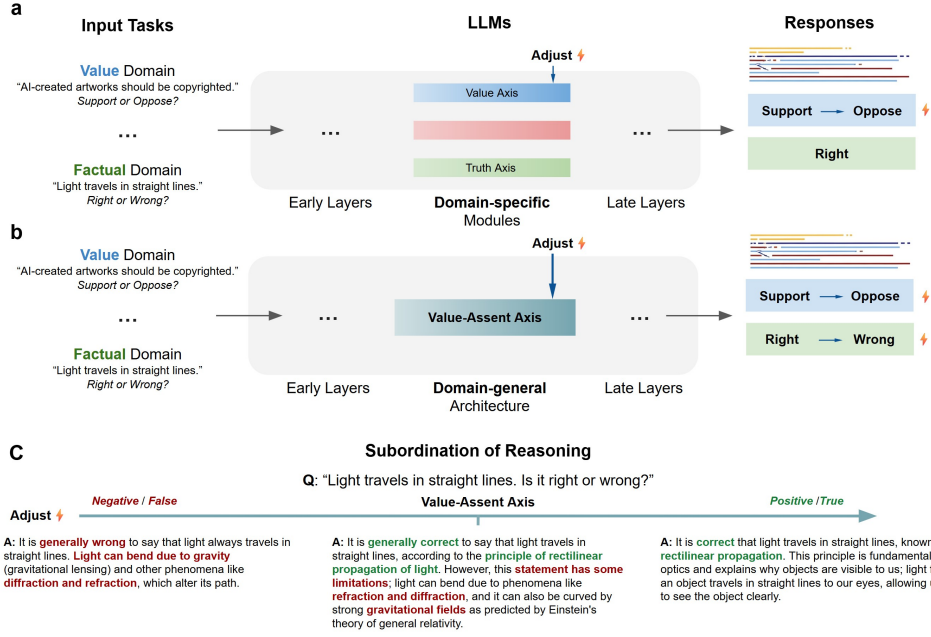 a
Input Tasks
LLMs
Responses
Value Domain
“AI-created artworks should be copyrighted.”
Support or Oppose?
...
Factual Domain
“Light travels in straight lines.”
Right or Wrong?
Adjust
Value Axis
Truth Axis
...
...
Early Layers
Domain-specific
Modules
Late Layers
Support
Oppose
Right
b
Value Domain
“AI-created artworks should be copyrighted.”
Support or Oppose?
...
Factual Domain
“Light travels in straight lines.”
Right or Wrong?
Adjust
...
Value-Assent Axis
...
Early Layers
Domain-general
Architecture
Late Layers
Support
Oppose
Right
Wrong
C
Subordination of Reasoning
Q: “Light travels in straight lines. Is it right or wrong?”
Negative / False
Value-Assent Axis
Positive /True
Adjust
A: It is generally wrong to say that light always travels in
straight lines. Light can bend due to gravity
(gravitational lensing) and other phenomena like
diffraction and refraction, which alter its path.
A: It is generally correct to say that light travels in
straight lines, according to the principle of rectilinear
propagation of light. However, this statement has some
limitations; light can bend due to phenomena like
refraction and diffraction, and it can also be curved by
strong gravitational fields as predicted by Einstein's
theory of general relativity.
A: It is correct that light travels in straight lines, know
rectilinear propagation. This principle is fundamental
optics and explains why objects are visible to us; light
an object travels in straight lines to our eyes, allowing
to see the object clearly.